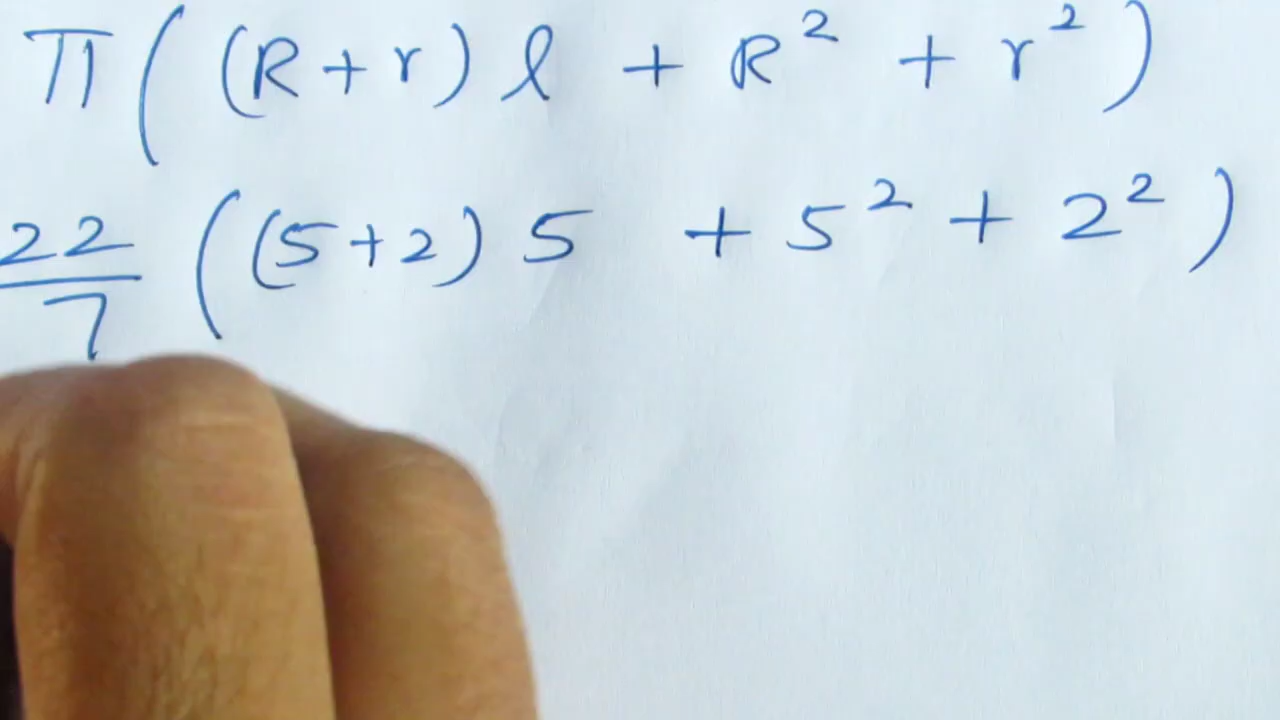 π((R+r)l + R² + r²)
22/7 ((5+2)5 + 5² + 2²)